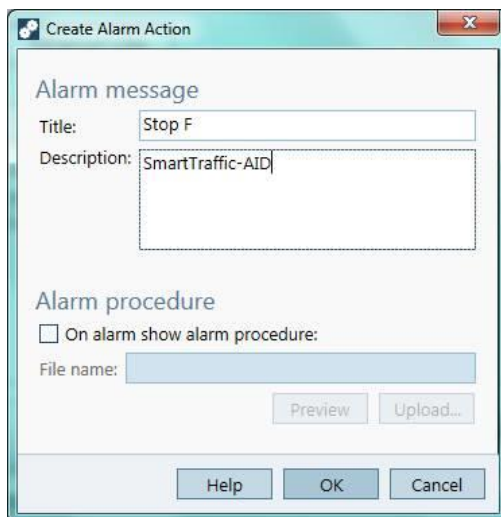 Create Alarm Action
x
Alarm message
Title: Stop F
Description: SmartTraffic-AID
Alarm procedure
On alarm show alarm procedure:
File name:
Preview Upload...
Help OK Cancel